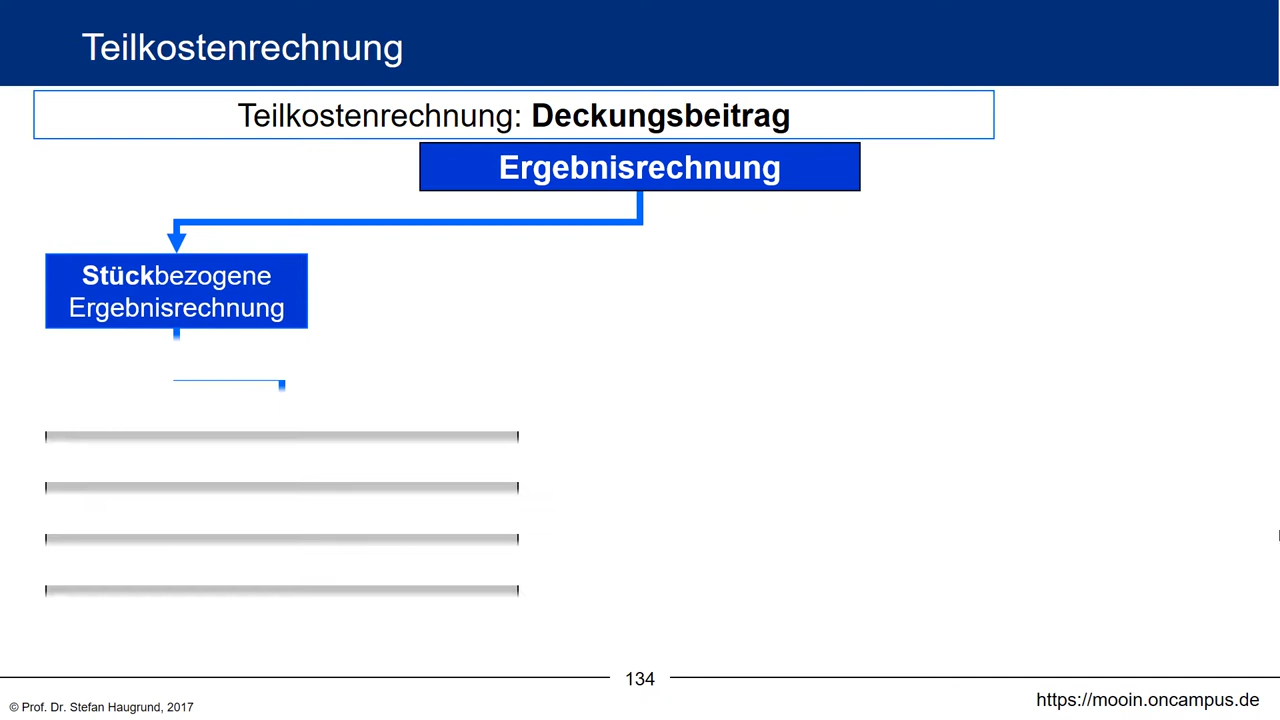 Teilkostenrechnung
Teilkostenrechnung: Deckungsbeitrag
Ergebnisrechnung
Stückbezogene
Ergebnisrechnung
134
© Prof. Dr. Stefan Haugrund, 2017
https://mooin.oncampus.de